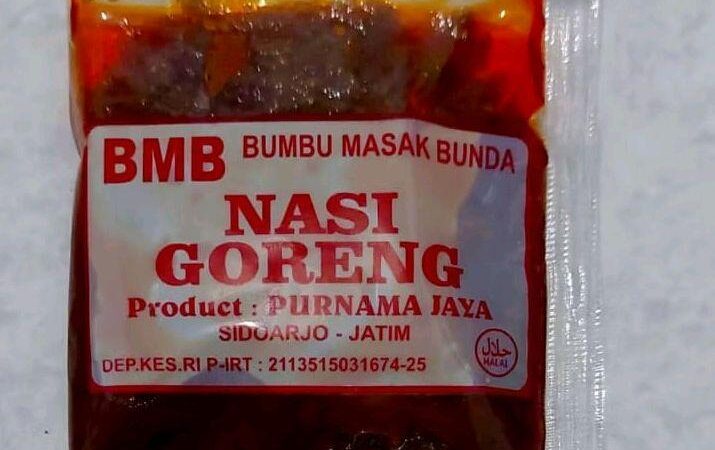 BMB BUMBU MASAK BUNDA
NASI
GORENG
Product : PURNAMA JAYA
SIDOARJO - JATIM
DEP.KES.RI P-IRT : 2113515031674-25
حلال
HALAL